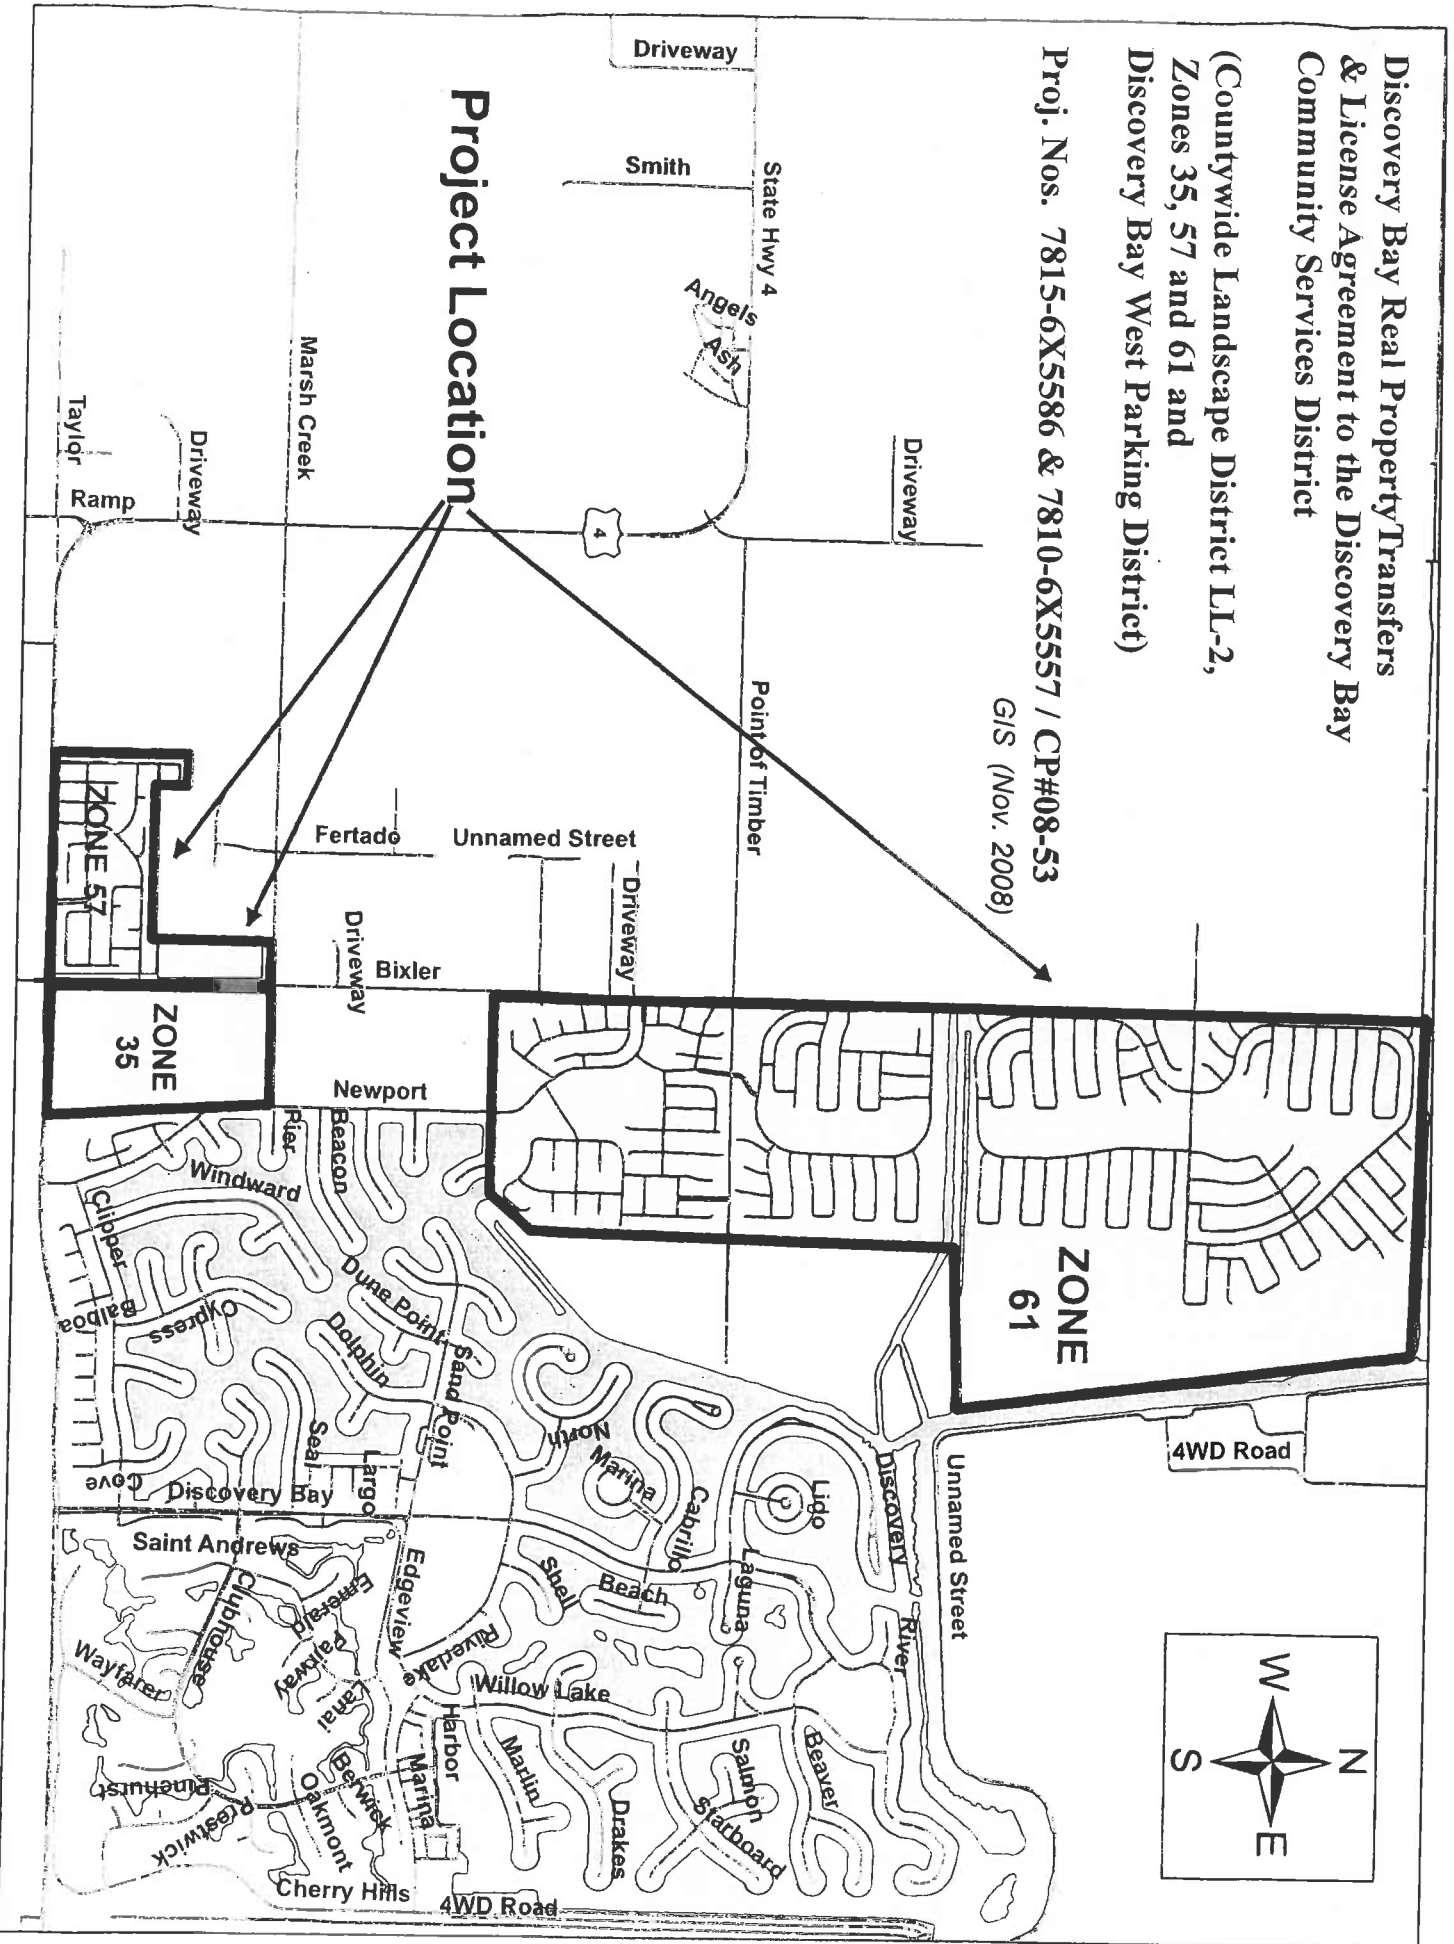 Discovery Bay Real PropertyTransfers
& License Agreement to the Discovery Bay
Community Services District
(Countywide Landscape District LL-2,
Zones 35, 57 and 61 and
Discovery Bay West Parking District)
Proj. Nos. 7815-6X5586 & 7810-6X5557 / CP#08-53
GIS (Nov. 2008)
Driveway
Smith
State Hwy 4
Angels
Ash
Driveway
Project Location
Marsh Creek
Taylor
Driveway
Ramp
4
Point of Timber
Fertado
Unnamed Street
Driveway
Driveway
Bixler
ZONE 57
ZONE
35
ZONE
61
Newport
Pier
Beacon
Windward
Clipper
Balboa
Cypress
Dune Point
Dolphin
Sand Point
North
Marina
Cabrillo
Lido
Discovery
River
Unnamed Street
4WD Road
Laguna
Seal
Largo
Cove
Discovery Bay
Saint Andrews
Emerald
Edgeview
Shell
Beach
Clubhouse
Wayfarer
Fairway
Lanai
Riverlake
Willow Lake
Harbor
Marina
Marlin
Drakes
Salmon
Starboard
Beaver
Pinehurst
Prestwick
Oakmont
Berwick
Cherry Hills
4WD Road
N
W
E
S